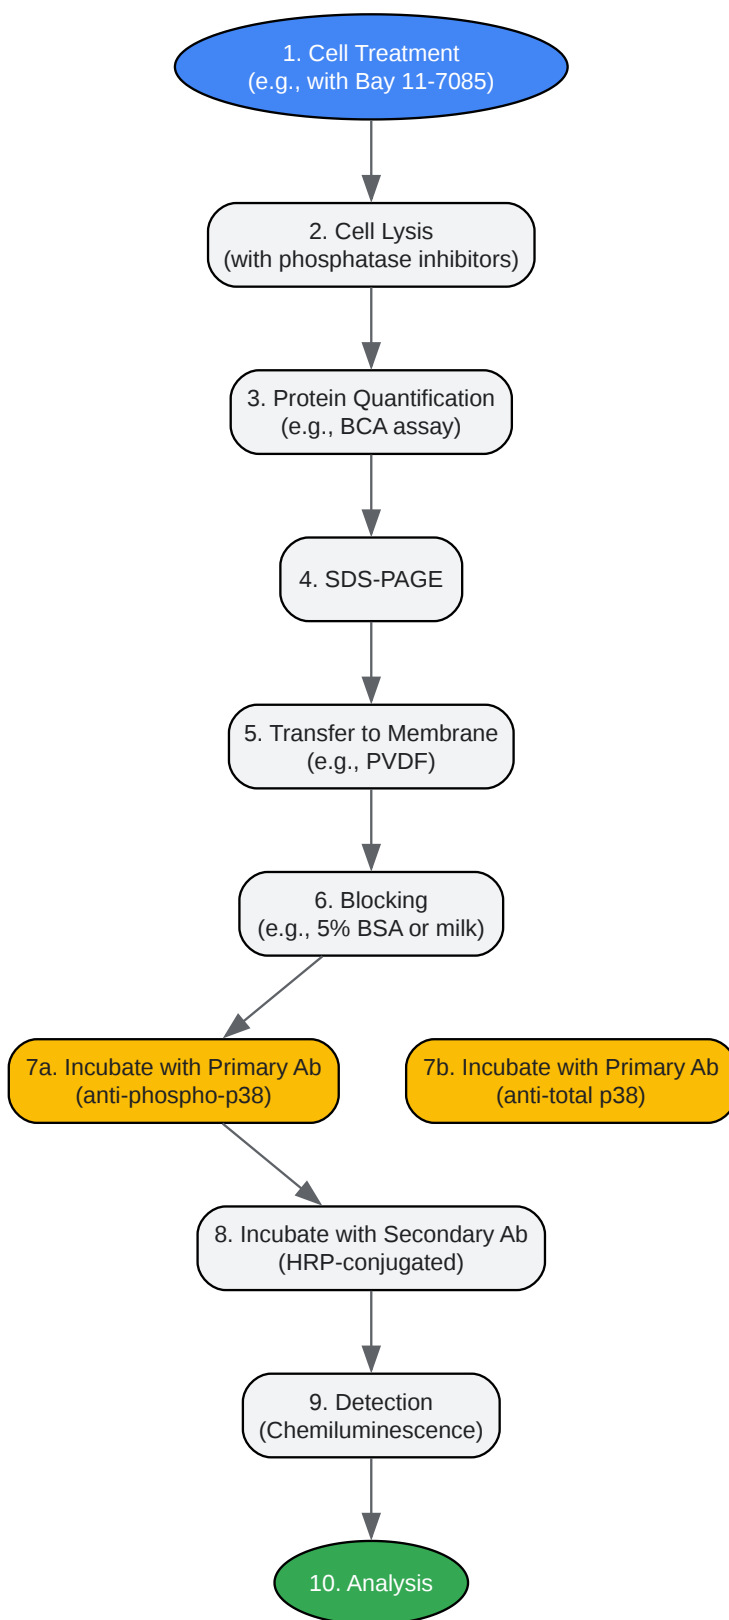 1. Cell Treatment
(e.g., with Bay 11-7085)
2. Cell Lysis
(with phosphatase inhibitors)
3. Protein Quantification
(e.g., BCA assay)
4. SDS-PAGE
5. Transfer to Membrane
(e.g., PVDF)
6. Blocking
(e.g., 5% BSA or milk)
7a. Incubate with Primary Ab
(anti-phospho-p38)
7b. Incubate with Primary Ab
(anti-total p38)
8. Incubate with Secondary Ab
(HRP-conjugated)
9. Detection
(Chemiluminescence)
10. Analysis